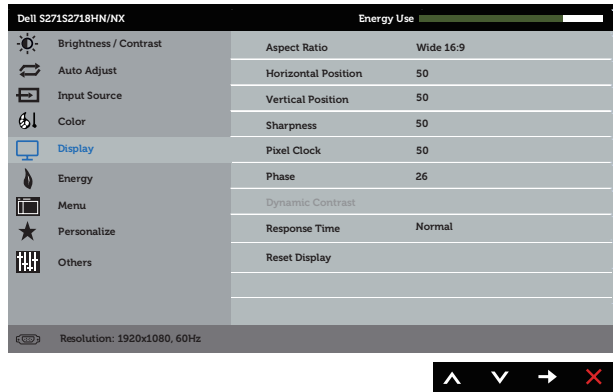 Dell S271S2718HN/NX Energy Use
Brightness / Contrast
Auto Adjust
Input Source
Color
Display
Energy
Menu
Personalize
Others
Aspect Ratio Wide 16:9
Horizontal Position 50
Vertical Position 50
Sharpness 50
Pixel Clock 50
Phase 26
Dynamic Contrast
Response Time Normal
Reset Display
Resolution: 1920x1080, 60Hz